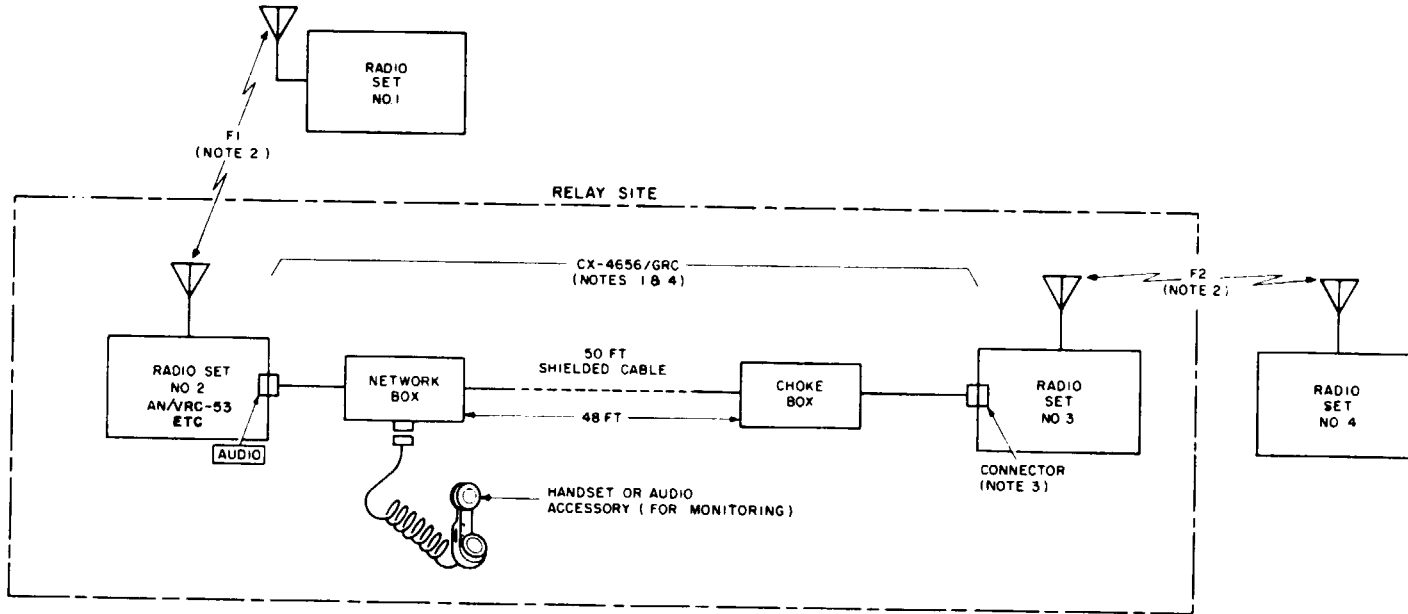 RADIO
SET
NO.1
F1
(NOTE 2)
RELAY SITE
CX-4656/GRC
(NOTES 1 & 4)
F2
(NOTE 2)
RADIO SET
NO 2
AN/VRC-53
ETC
AUDIO
NETWORK
BOX
50 FT
SHIELDED CABLE
48 FT
CHOKE
BOX
RADIO
SET
NO 3
CONNECTOR
(NOTE 3)
RADIO
SET
NO 4
HANDSET OR AUDIO
ACCESSORY (FOR MONITORING)